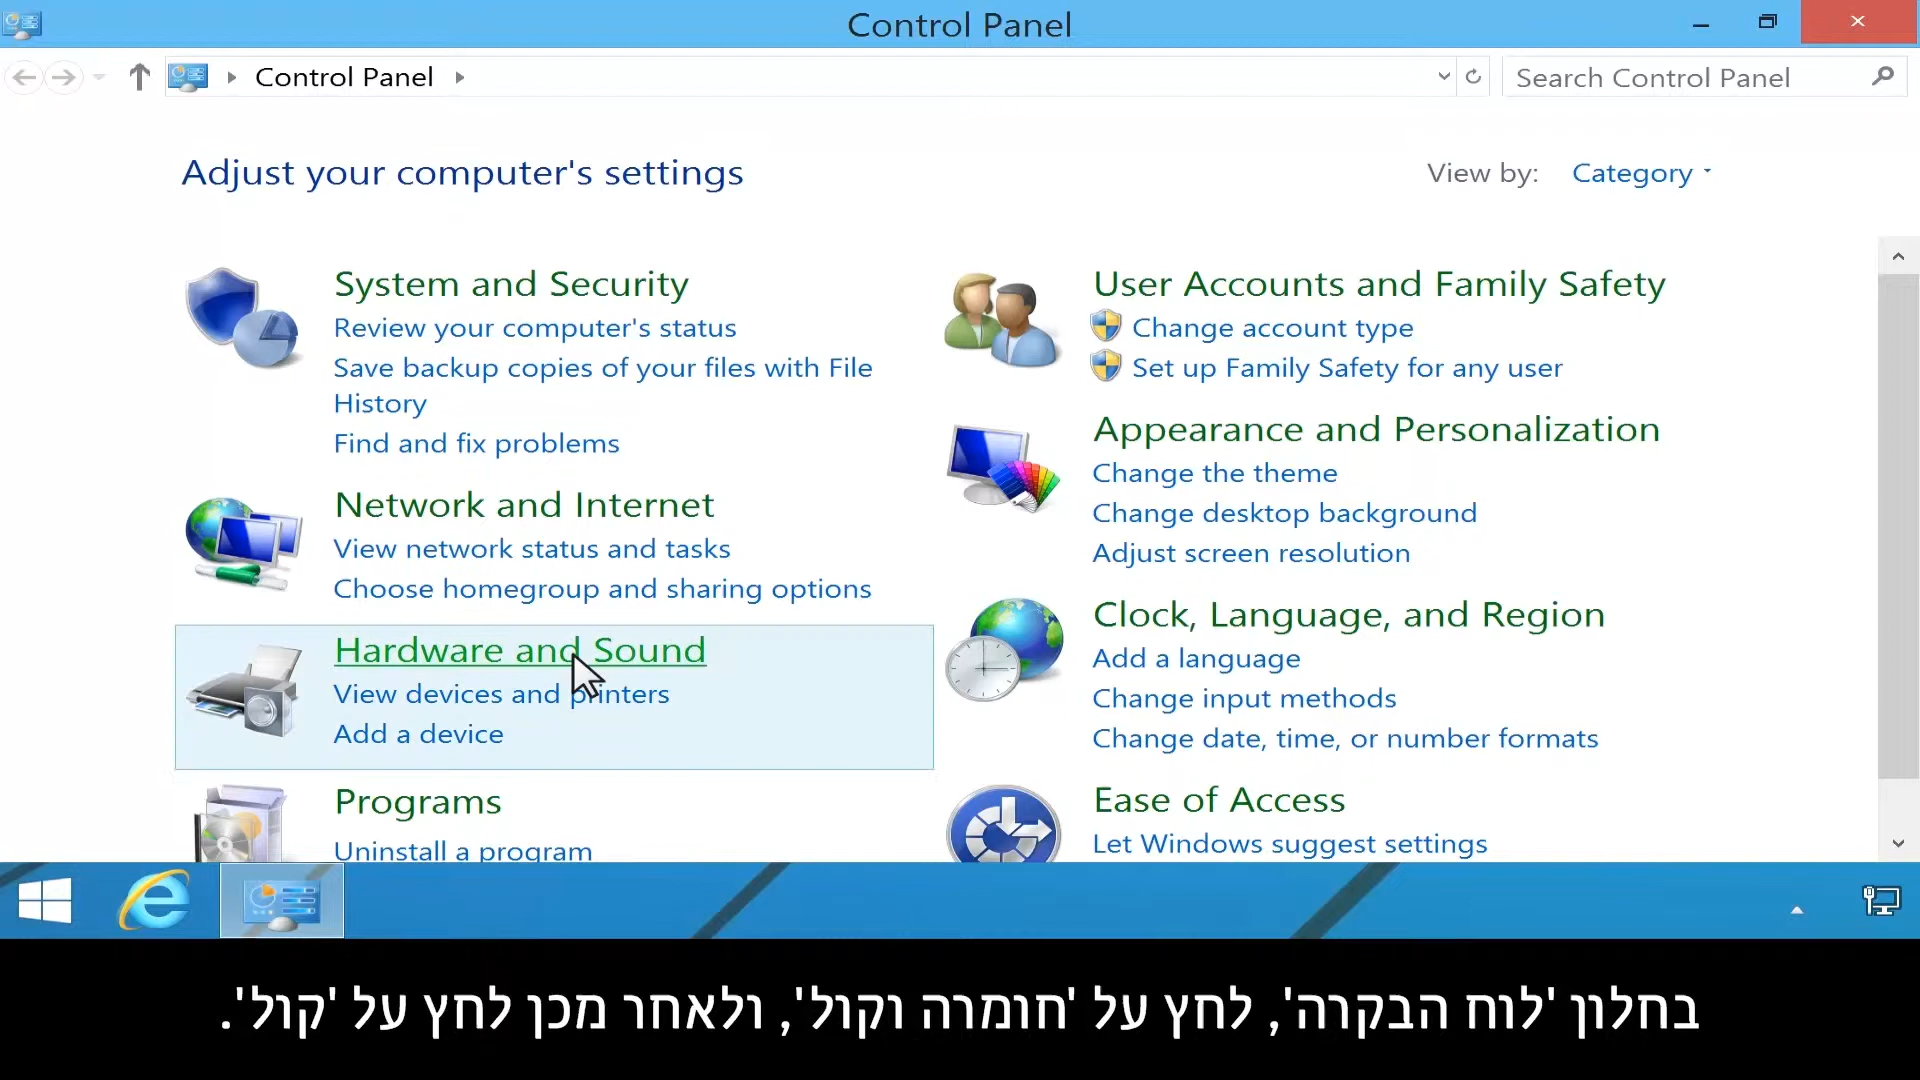 Control Panel
Control Panel
Search Control Panel
Adjust your computer's settings
View by: Category
System and Security
Review your computer's status
Save backup copies of your files with File
History
Find and fix problems
Network and Internet
View network status and tasks
Choose homegroup and sharing options
Hardware and Sound
View devices and printers
Add a device
Programs
Uninstall a program
User Accounts and Family Safety
Change account type
Set up Family Safety for any user
Appearance and Personalization
Change the theme
Change desktop background
Adjust screen resolution
Clock, Language, and Region
Add a language
Change input methods
Change date, time, or number formats
Ease of Access
Let Windows suggest settings
בחלון 'לוח הבקרה', לחץ על 'חומרה וקול', ולאחר מכן לחץ על 'קול'.